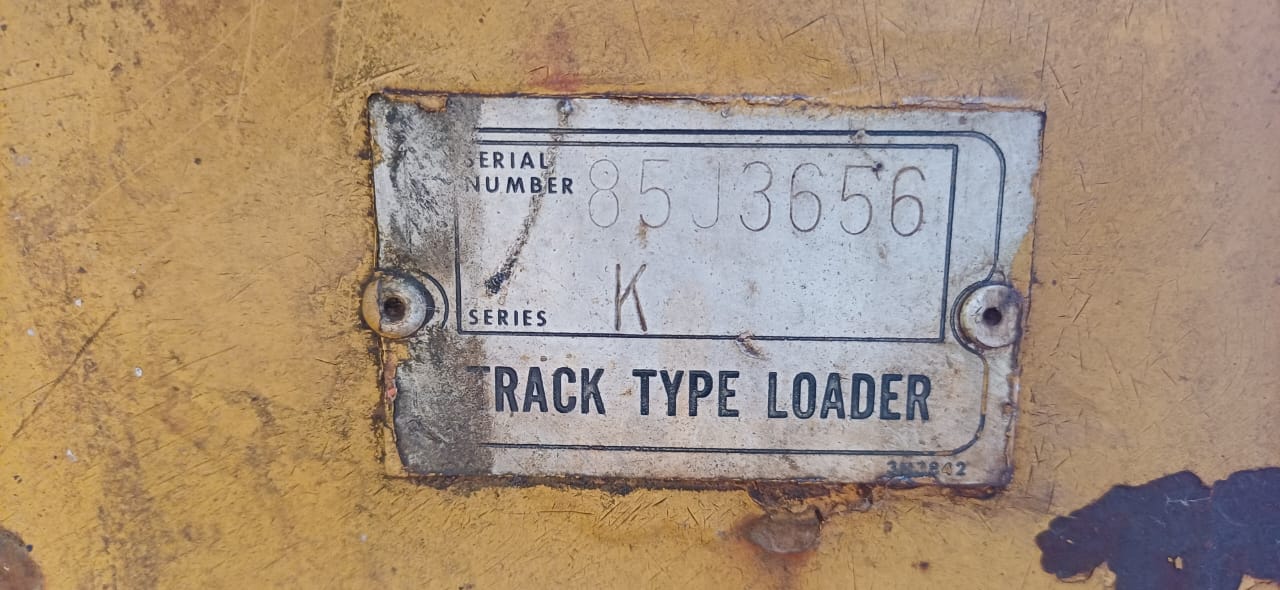 SERIAL
NUMBER 85J3656
SERIES K
TRACK TYPE LOADER